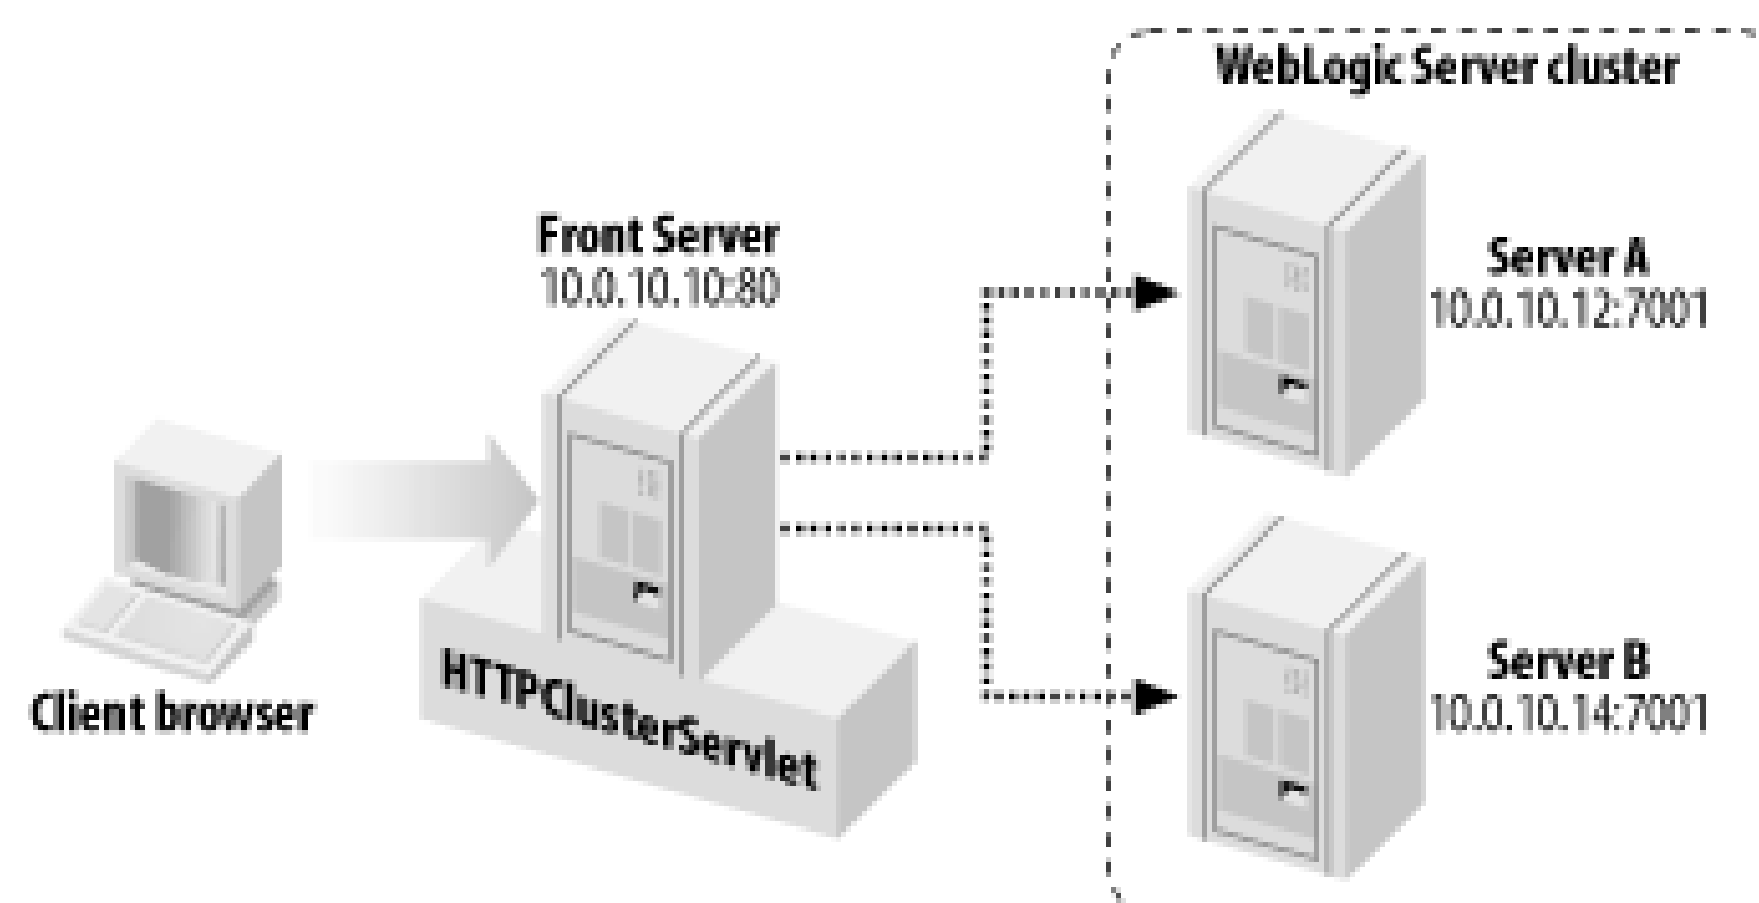 WebLogic Server cluster
Front Server
10.0.10.10:80
Server A
10.0.10.12:7001
Client browser
HTTPClusterServlet
Server B
10.0.10.14:7001